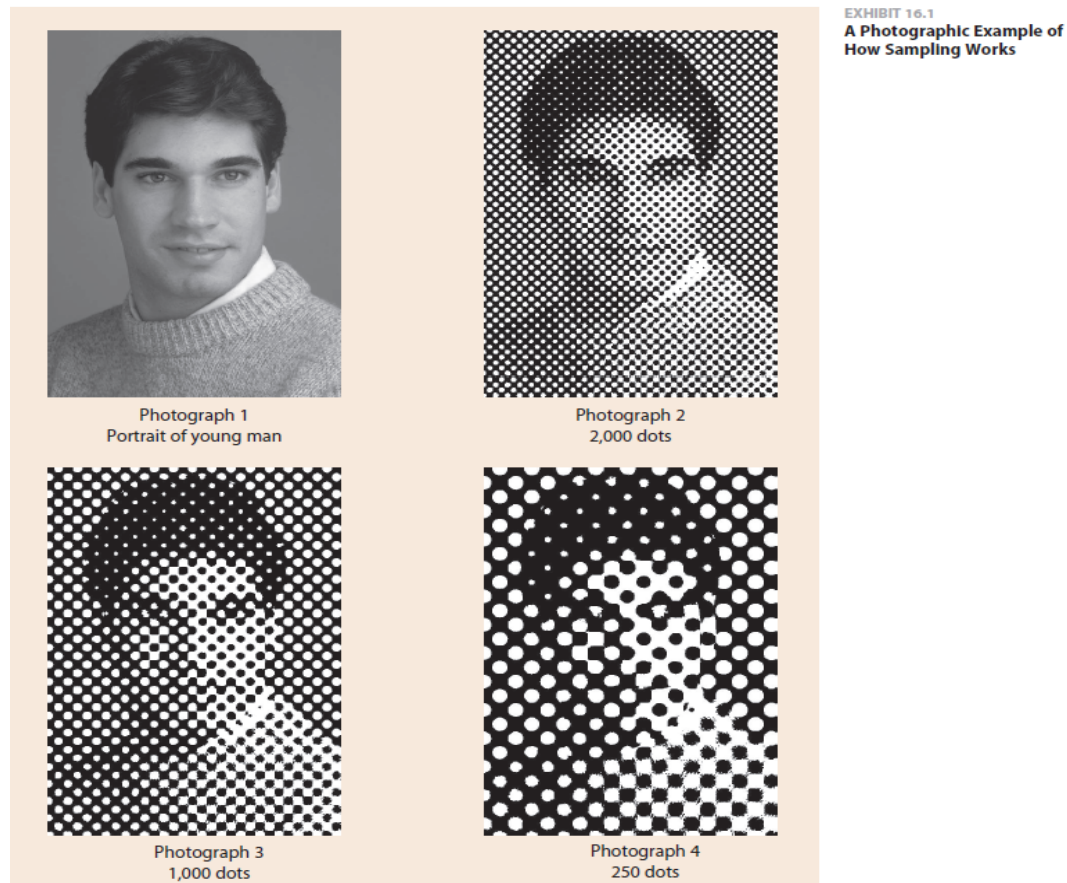 EXHIBIT 16.1
A Photographic Example of
How Sampling Works
Photograph 1
Portrait of young man
Photograph 2
2,000 dots
Photograph 3
1,000 dots
Photograph 4
250 dots